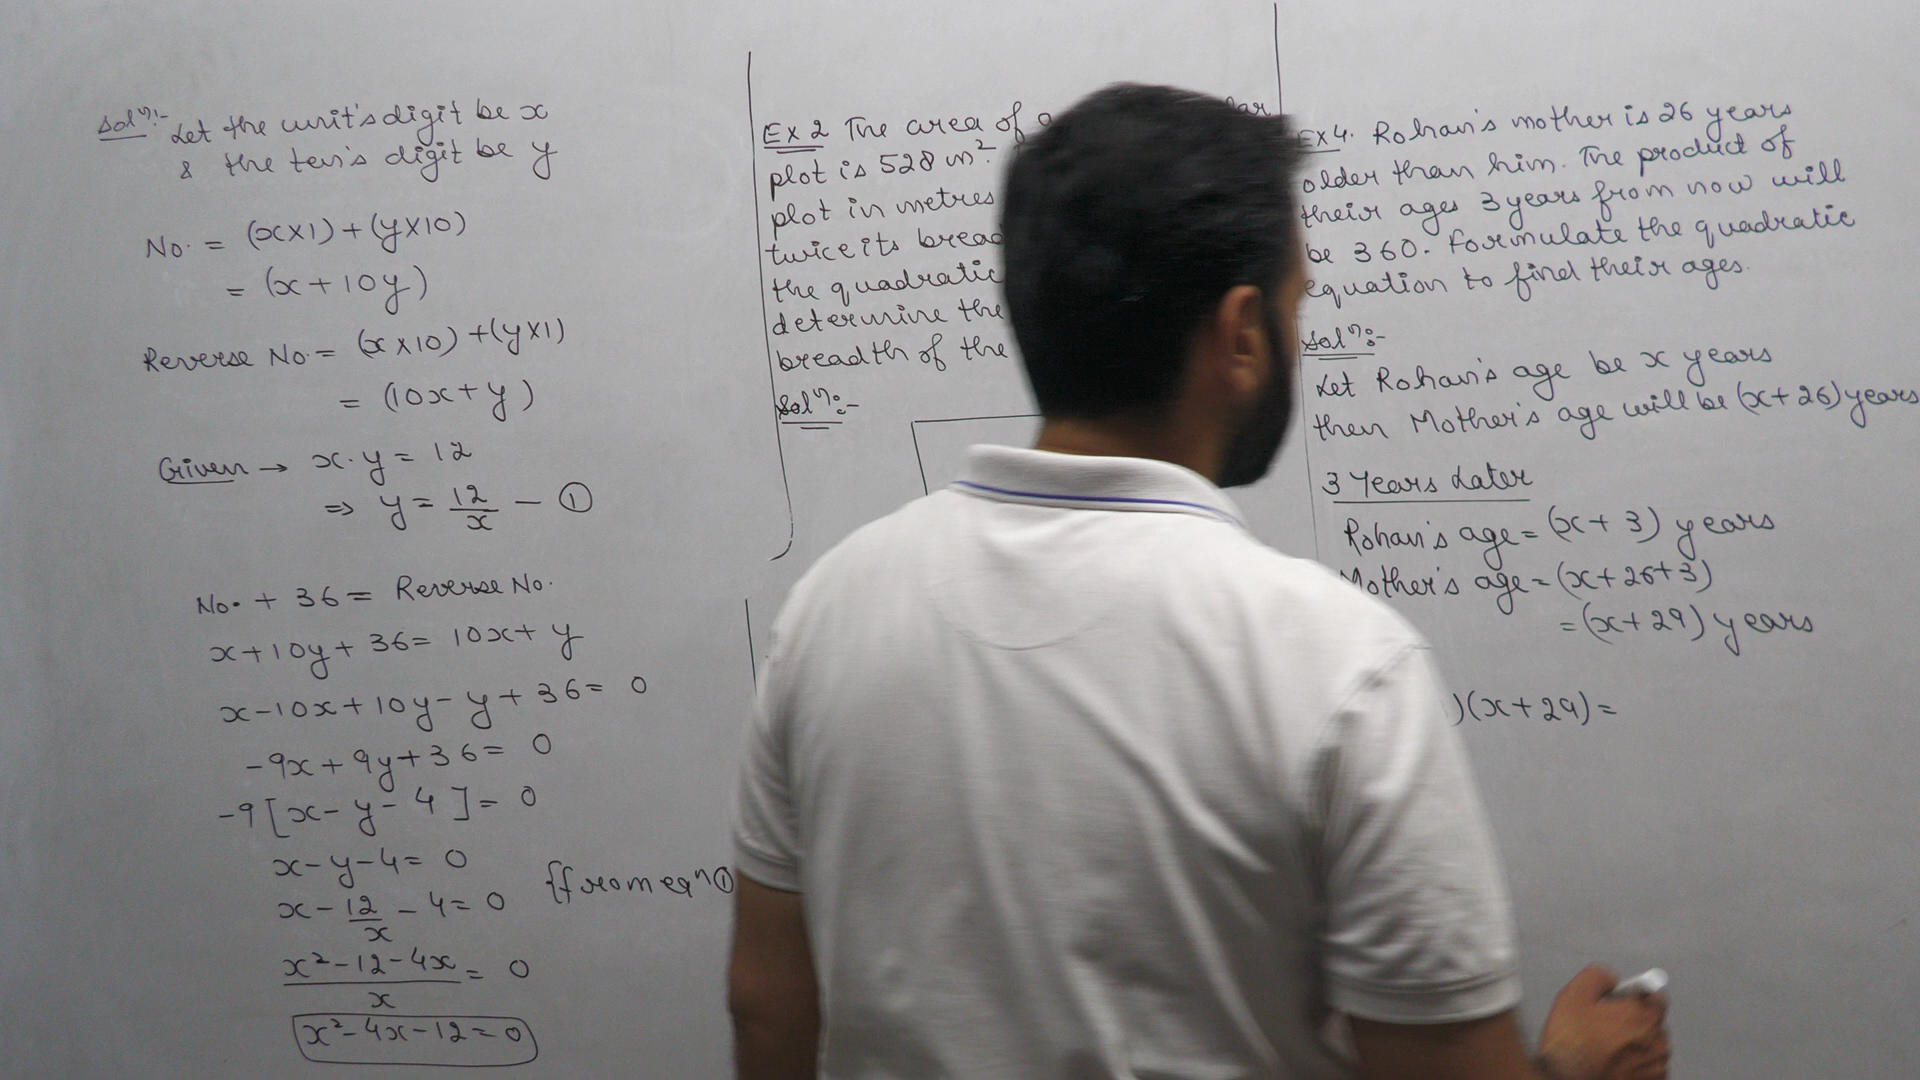 Solⁿ:- Let the unit's digit be x
& the ten's digit be y
No. = (x×1) + (y×10)
= (x + 10y)
Reverse No. = (x×10) + (y×1)
= (10x + y)
Given → x·y = 12
⇒ y = 12/x - ①
No. + 36 = Reverse No.
x + 10y + 36 = 10x + y
x - 10x + 10y - y + 36 = 0
-9x + 9y + 36 = 0
-9[x - y - 4] = 0
x - y - 4 = 0
x - 12/x - 4 = 0 {from eqⁿ①
(x² - 12 - 4x)/x = 0
x² - 4x - 12 = 0
Ex 2 The area of a
plot is 528 m².
plot in metres
twice its
the quadratic
determine the
breadth of the
Solⁿ:-
Ex 4. Rohan's mother is 26 years
older than him. The product of
their ages 3 years from now will
be 360. Formulate the quadratic
equation to find their ages.
Solⁿ:-
Let Rohan's age be x years
then Mother's age will be (x+26) years
3 Years Later
Rohan's age = (x + 3) years
Mother's age = (x+26+3)
= (x+29) years
)(x+29) =